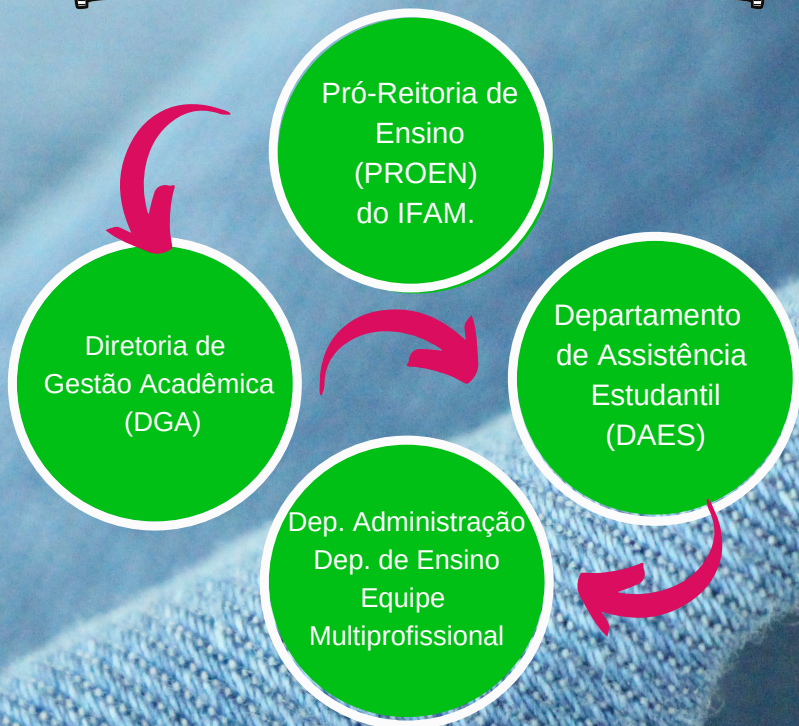 Pró-Reitoria de
Ensino
(PROEN)
do IFAM.
Diretoria de
Gestão Acadêmica
(DGA)
Departamento
de Assistência
Estudantil
(DAES)
Dep. Administração
Dep. de Ensino
Equipe
Multiprofissional